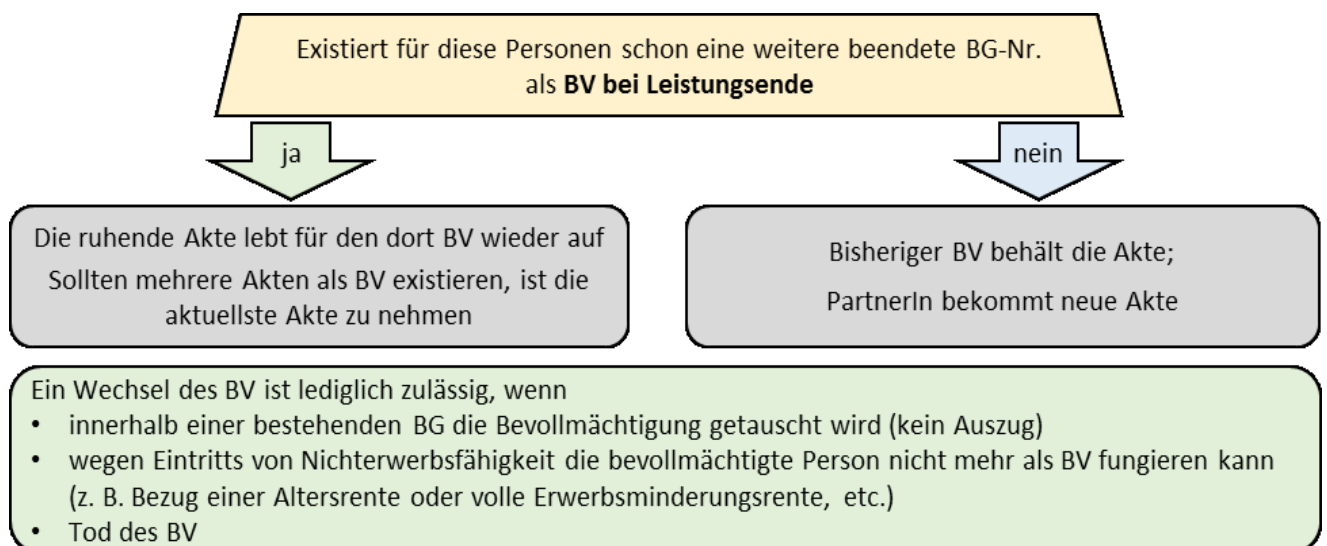 Existiert für diese Personen schon eine weitere beendete BG-Nr.
als BV bei Leistungsende
ja
nein
Die ruhende Akte lebt für den dort BV wieder auf
Sollten mehrere Akten als BV existieren, ist die
aktuellste Akte zu nehmen
Bisheriger BV behält die Akte;
PartnerIn bekommt neue Akte
Ein Wechsel des BV ist lediglich zulässig, wenn
• innerhalb einer bestehenden BG die Bevollmächtigung getauscht wird (kein Auszug)
• wegen Eintritts von Nichterwerbsfähigkeit die bevollmächtigte Person nicht mehr als BV fungieren kann
(z. B. Bezug einer Altersrente oder volle Erwerbsminderungsrente, etc.)
• Tod des BV